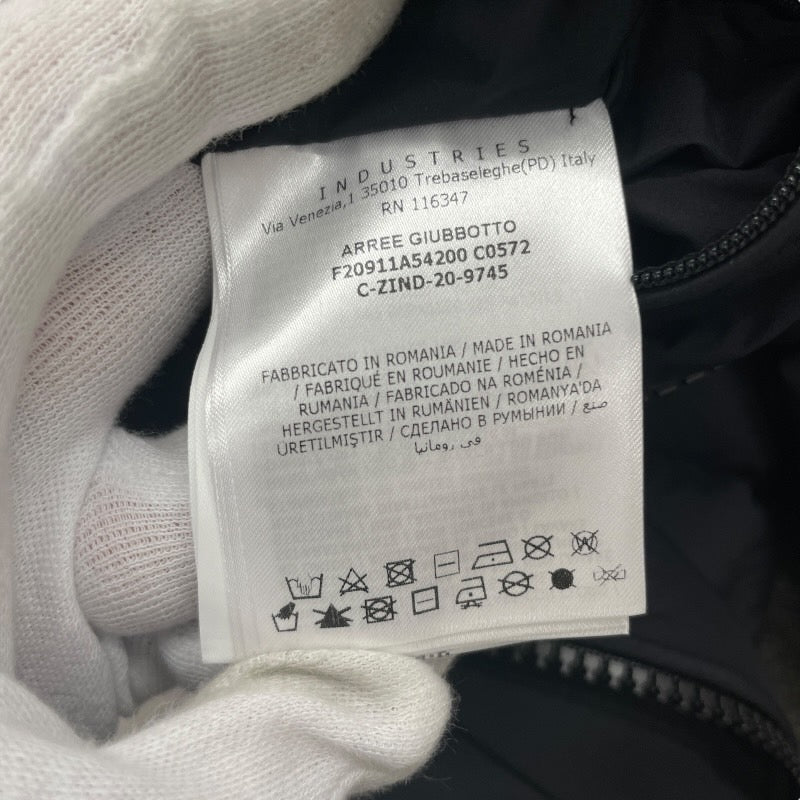 INDUSTRIES
Via Venezia,1 35010 Trebaseleghe(PD) Italy
RN 116347
ARREE GIUBBOTTO
F20911A54200 C0572
C-ZIND-20-9745
FABBRICATO IN ROMANIA / MADE IN ROMANIA
/ FABRIQUÉ EN ROUMANIE / HECHO EN
RUMANIA / FABRICADO NA ROMÉNIA /
HERGESTELLT IN RUMÄNIEN / ROMANYA'DA
ÜRETILMIŞTIR / СДЕЛАНО В РУМЫНИИ / صنع
في رومانيا